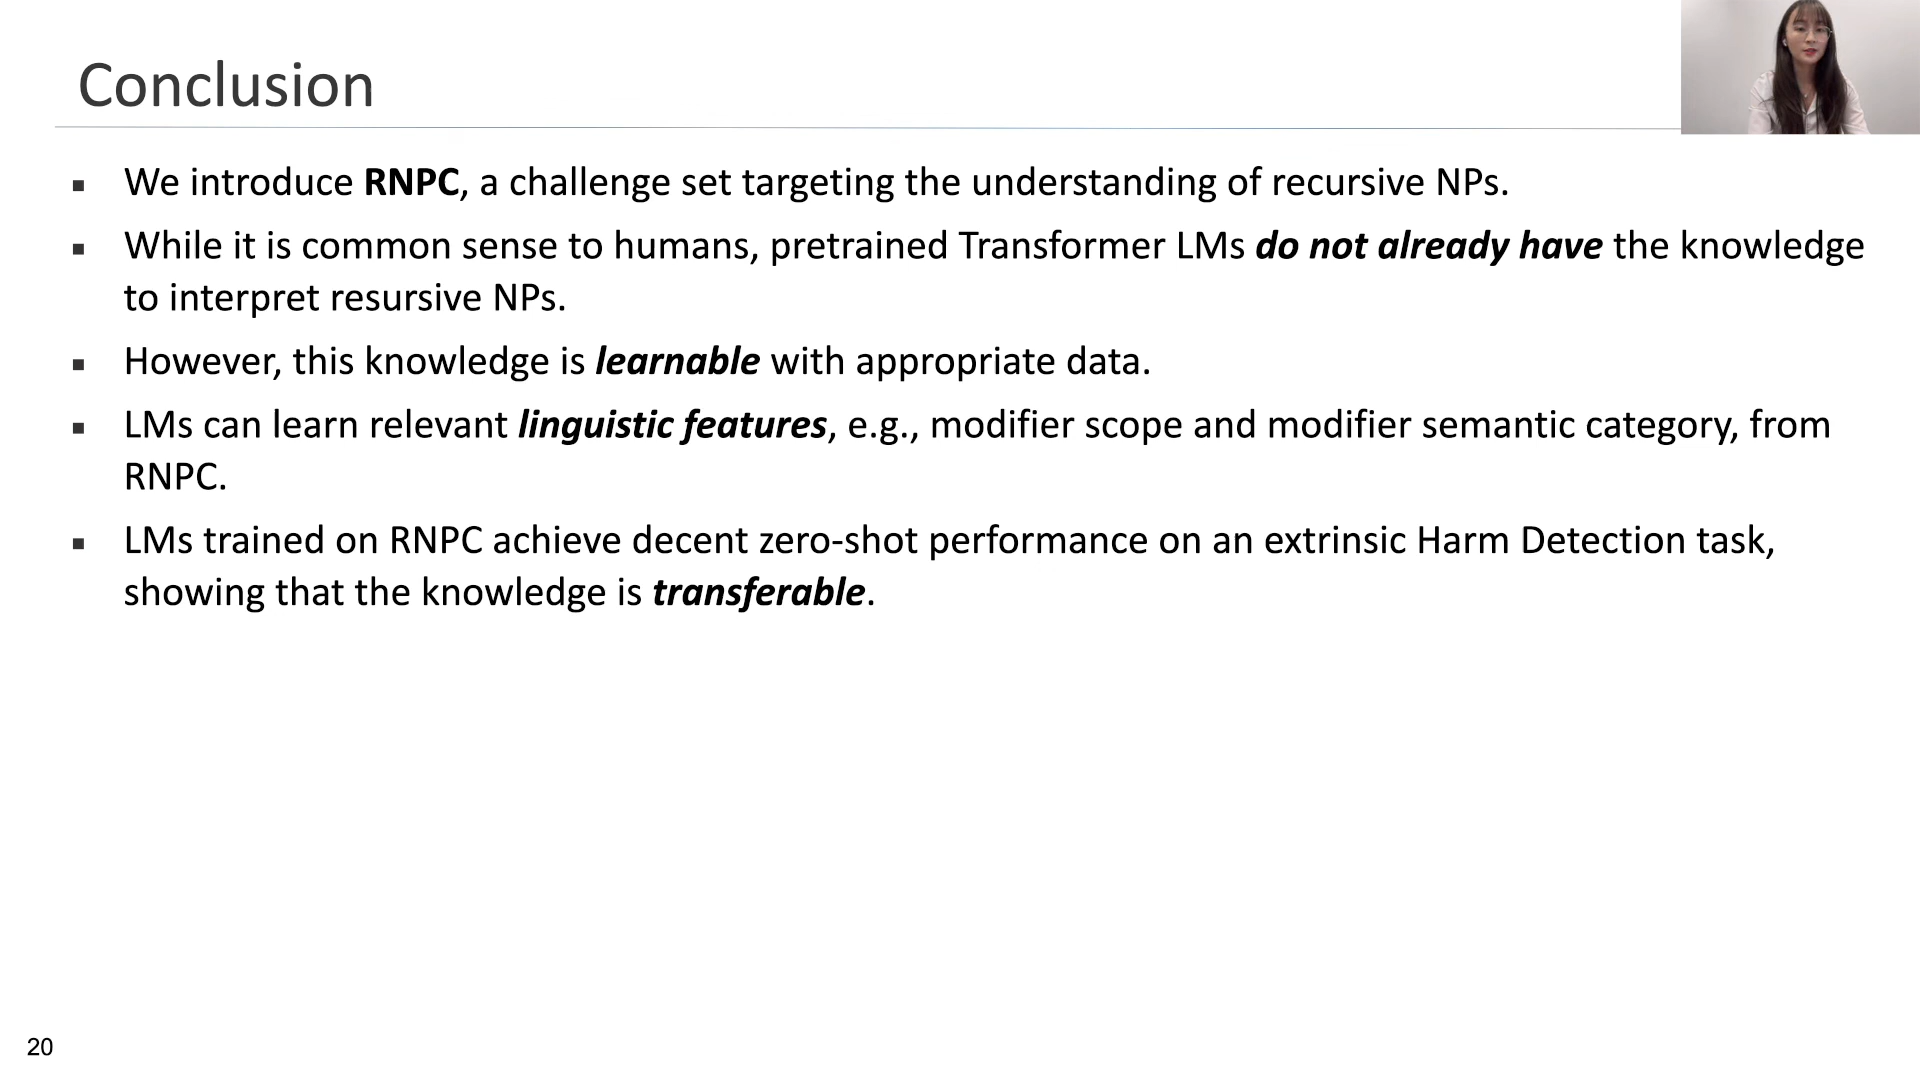 Conclusion
▪ We introduce RNPC, a challenge set targeting the understanding of recursive NPs.
▪ While it is common sense to humans, pretrained Transformer LMs do not already have the knowledge
to interpret resursive NPs.
▪ However, this knowledge is learnable with appropriate data.
▪ LMs can learn relevant linguistic features, e.g., modifier scope and modifier semantic category, from
RNPC.
▪ LMs trained on RNPC achieve decent zero-shot performance on an extrinsic Harm Detection task,
showing that the knowledge is transferable.
20